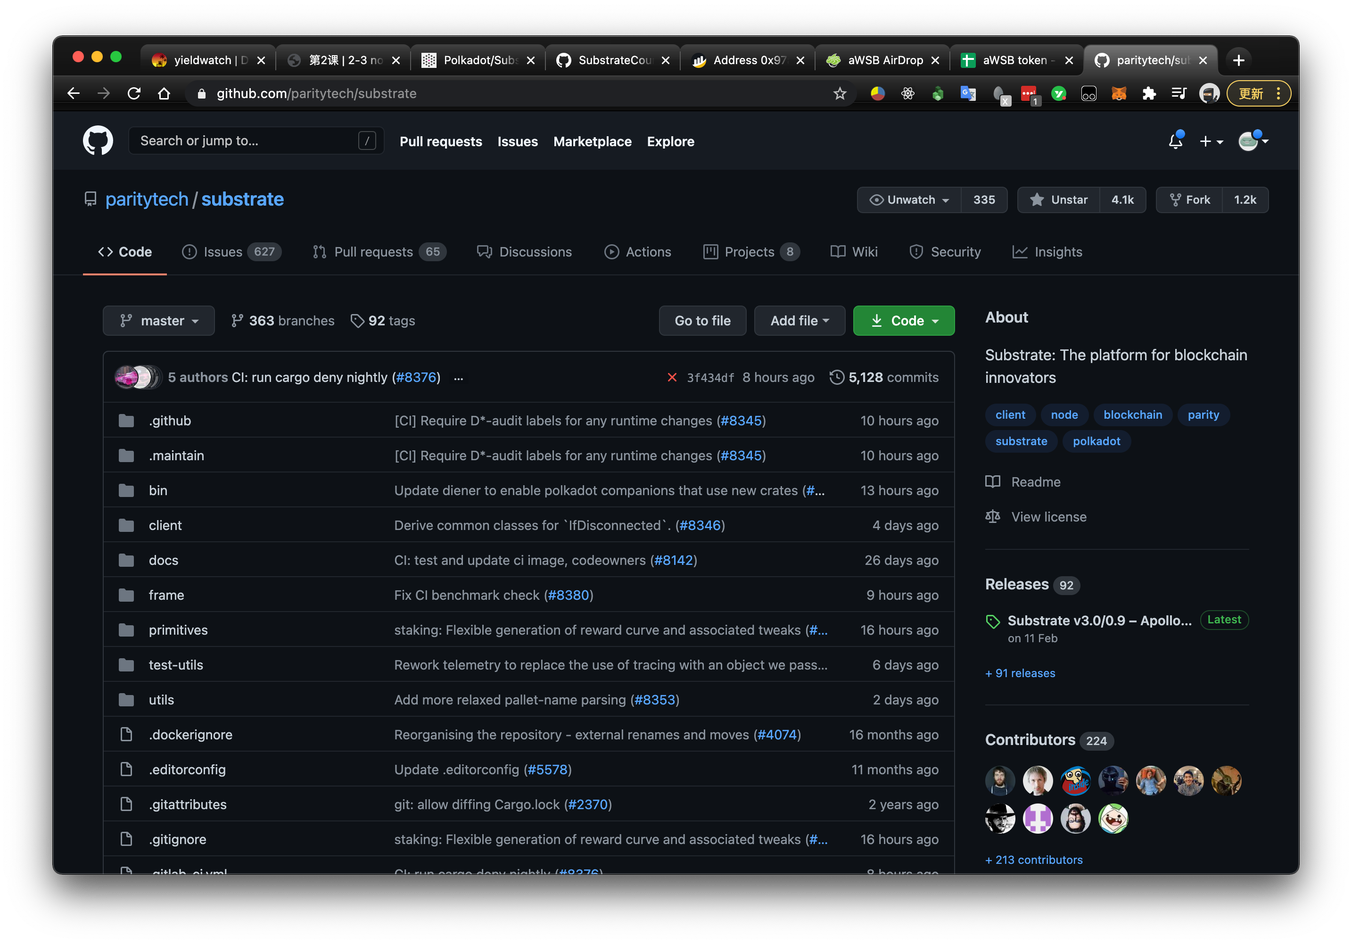 yieldwatch | D
第2课 | 2-3 no
Polkadot/Subs
SubstrateCou
Address 0x97
aWSB AirDrop
aWSB token -
paritytech/sub
github.com/paritytech/substrate
更新
Search or jump to...
/
Pull requests
Issues
Marketplace
Explore
paritytech / substrate
Unwatch
335
Unstar
4.1k
Fork
1.2k
Code
Issues 627
Pull requests 65
Discussions
Actions
Projects 8
Wiki
Security
Insights
master
363 branches
92 tags
Go to file
Add file
Code
5 authors CI: run cargo deny nightly (#8376) ...
3f434df 8 hours ago
5,128 commits
.github [CI] Require D*-audit labels for any runtime changes (#8345) 10 hours ago
.maintain [CI] Require D*-audit labels for any runtime changes (#8345) 10 hours ago
bin Update diener to enable polkadot companions that use new crates (#... 13 hours ago
client Derive common classes for `IfDisconnected`. (#8346) 4 days ago
docs CI: test and update ci image, codeowners (#8142) 26 days ago
frame Fix CI benchmark check (#8380) 9 hours ago
primitives staking: Flexible generation of reward curve and associated tweaks (#... 16 hours ago
test-utils Rework telemetry to replace the use of tracing with an object we pass... 6 days ago
utils Add more relaxed pallet-name parsing (#8353) 2 days ago
.dockerignore Reorganising the repository - external renames and moves (#4074) 16 months ago
.editorconfig Update .editorconfig (#5578) 11 months ago
.gitattributes git: allow diffing Cargo.lock (#2370) 2 years ago
.gitignore staking: Flexible generation of reward curve and associated tweaks (#... 16 hours ago
.gitlab-ci.yml CI: run cargo deny nightly (#8376) 8 hours ago
About
Substrate: The platform for blockchain
innovators
client node blockchain parity
substrate polkadot
Readme
View license
Releases 92
Substrate v3.0/0.9 – Apollo... Latest
on 11 Feb
+ 91 releases
Contributors 224
+ 213 contributors